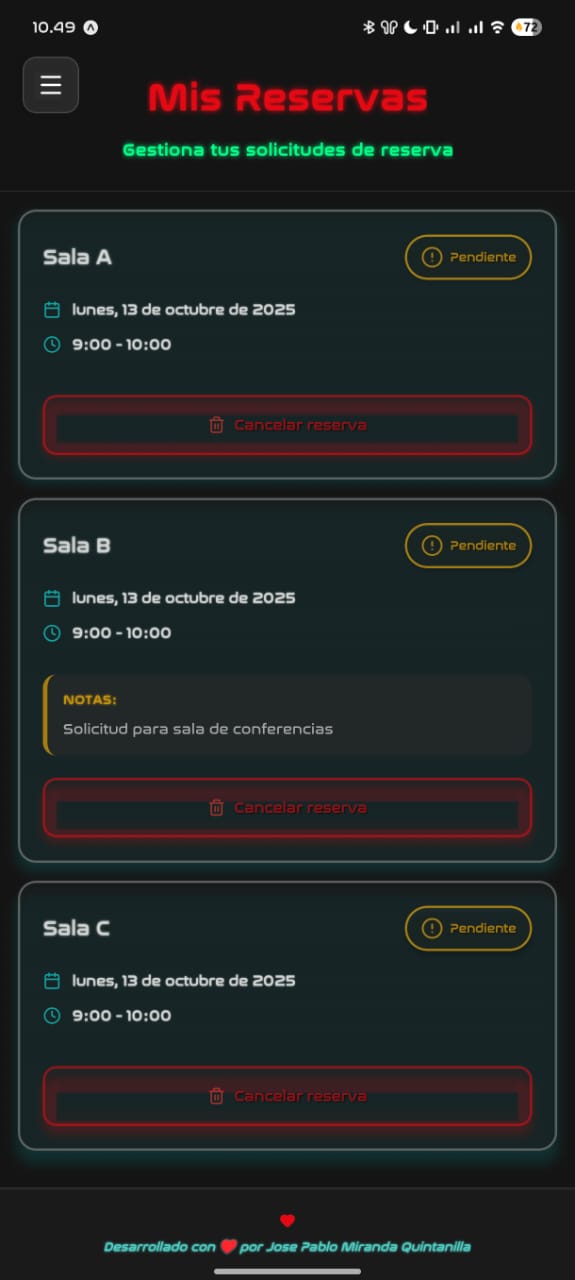 10.49
72
Mis Reservas
Gestiona tus solicitudes de reserva
Sala A
Pendiente
lunes, 13 de octubre de 2025
9:00 - 10:00
Cancelar reserva
Sala B
Pendiente
lunes, 13 de octubre de 2025
9:00 - 10:00
NOTAS:
Solicitud para sala de conferencias
Cancelar reserva
Sala C
Pendiente
lunes, 13 de octubre de 2025
9:00 - 10:00
Cancelar reserva
Desarrollado con ❤️ por Jose Pablo Miranda Quintanilla